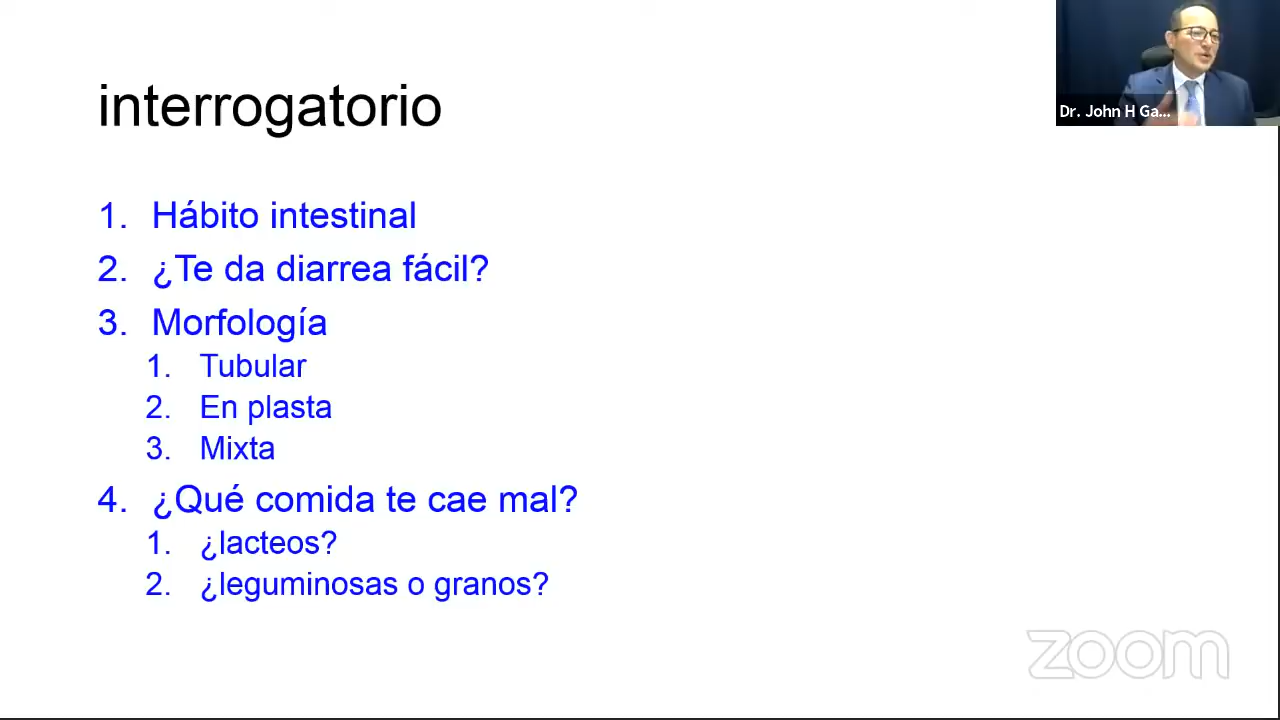 interrogatorio
Dr. John H Ga...
1. Hábito intestinal
2. ¿Te da diarrea fácil?
3. Morfología
1. Tubular
2. En plasta
3. Mixta
4. ¿Qué comida te cae mal?
1. ¿lacteos?
2. ¿leguminosas o granos?
zoom